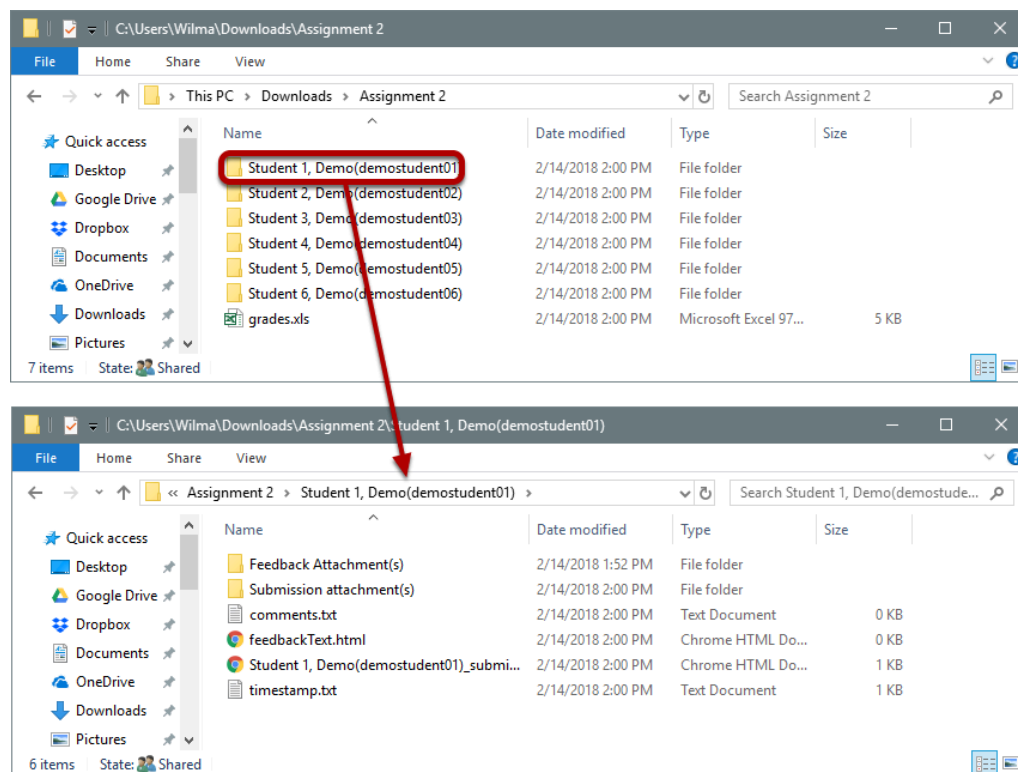 C:\Users\Wilma\Downloads\Assignment 2
File Home Share View
This PC > Downloads > Assignment 2 Search Assignment 2
Name Date modified Type Size
Quick access
Desktop
Google Drive
Dropbox
Documents
OneDrive
Downloads
Pictures
Student 1, Demo(demostudent01) 2/14/2018 2:00 PM File folder
Student 2, Demo(demostudent02) 2/14/2018 2:00 PM File folder
Student 3, Demo(demostudent03) 2/14/2018 2:00 PM File folder
Student 4, Demo(demostudent04) 2/14/2018 2:00 PM File folder
Student 5, Demo(demostudent05) 2/14/2018 2:00 PM File folder
Student 6, Demo(demostudent06) 2/14/2018 2:00 PM File folder
grades.xls 2/14/2018 2:00 PM Microsoft Excel 97... 5 KB
7 items State: Shared
C:\Users\Wilma\Downloads\Assignment 2\Student 1, Demo(demostudent01)
File Home Share View
« Assignment 2 > Student 1, Demo(demostudent01) > Search Student 1, Demo(demostude...
Name Date modified Type Size
Quick access
Desktop
Google Drive
Dropbox
Documents
OneDrive
Downloads
Pictures
Feedback Attachment(s) 2/14/2018 1:52 PM File folder
Submission attachment(s) 2/14/2018 2:00 PM File folder
comments.txt 2/14/2018 2:00 PM Text Document 0 KB
feedbackText.html 2/14/2018 2:00 PM Chrome HTML Do... 0 KB
Student 1, Demo(demostudent01)_submi... 2/14/2018 2:00 PM Chrome HTML Do... 1 KB
timestamp.txt 2/14/2018 2:00 PM Text Document 1 KB
6 items State: Shared